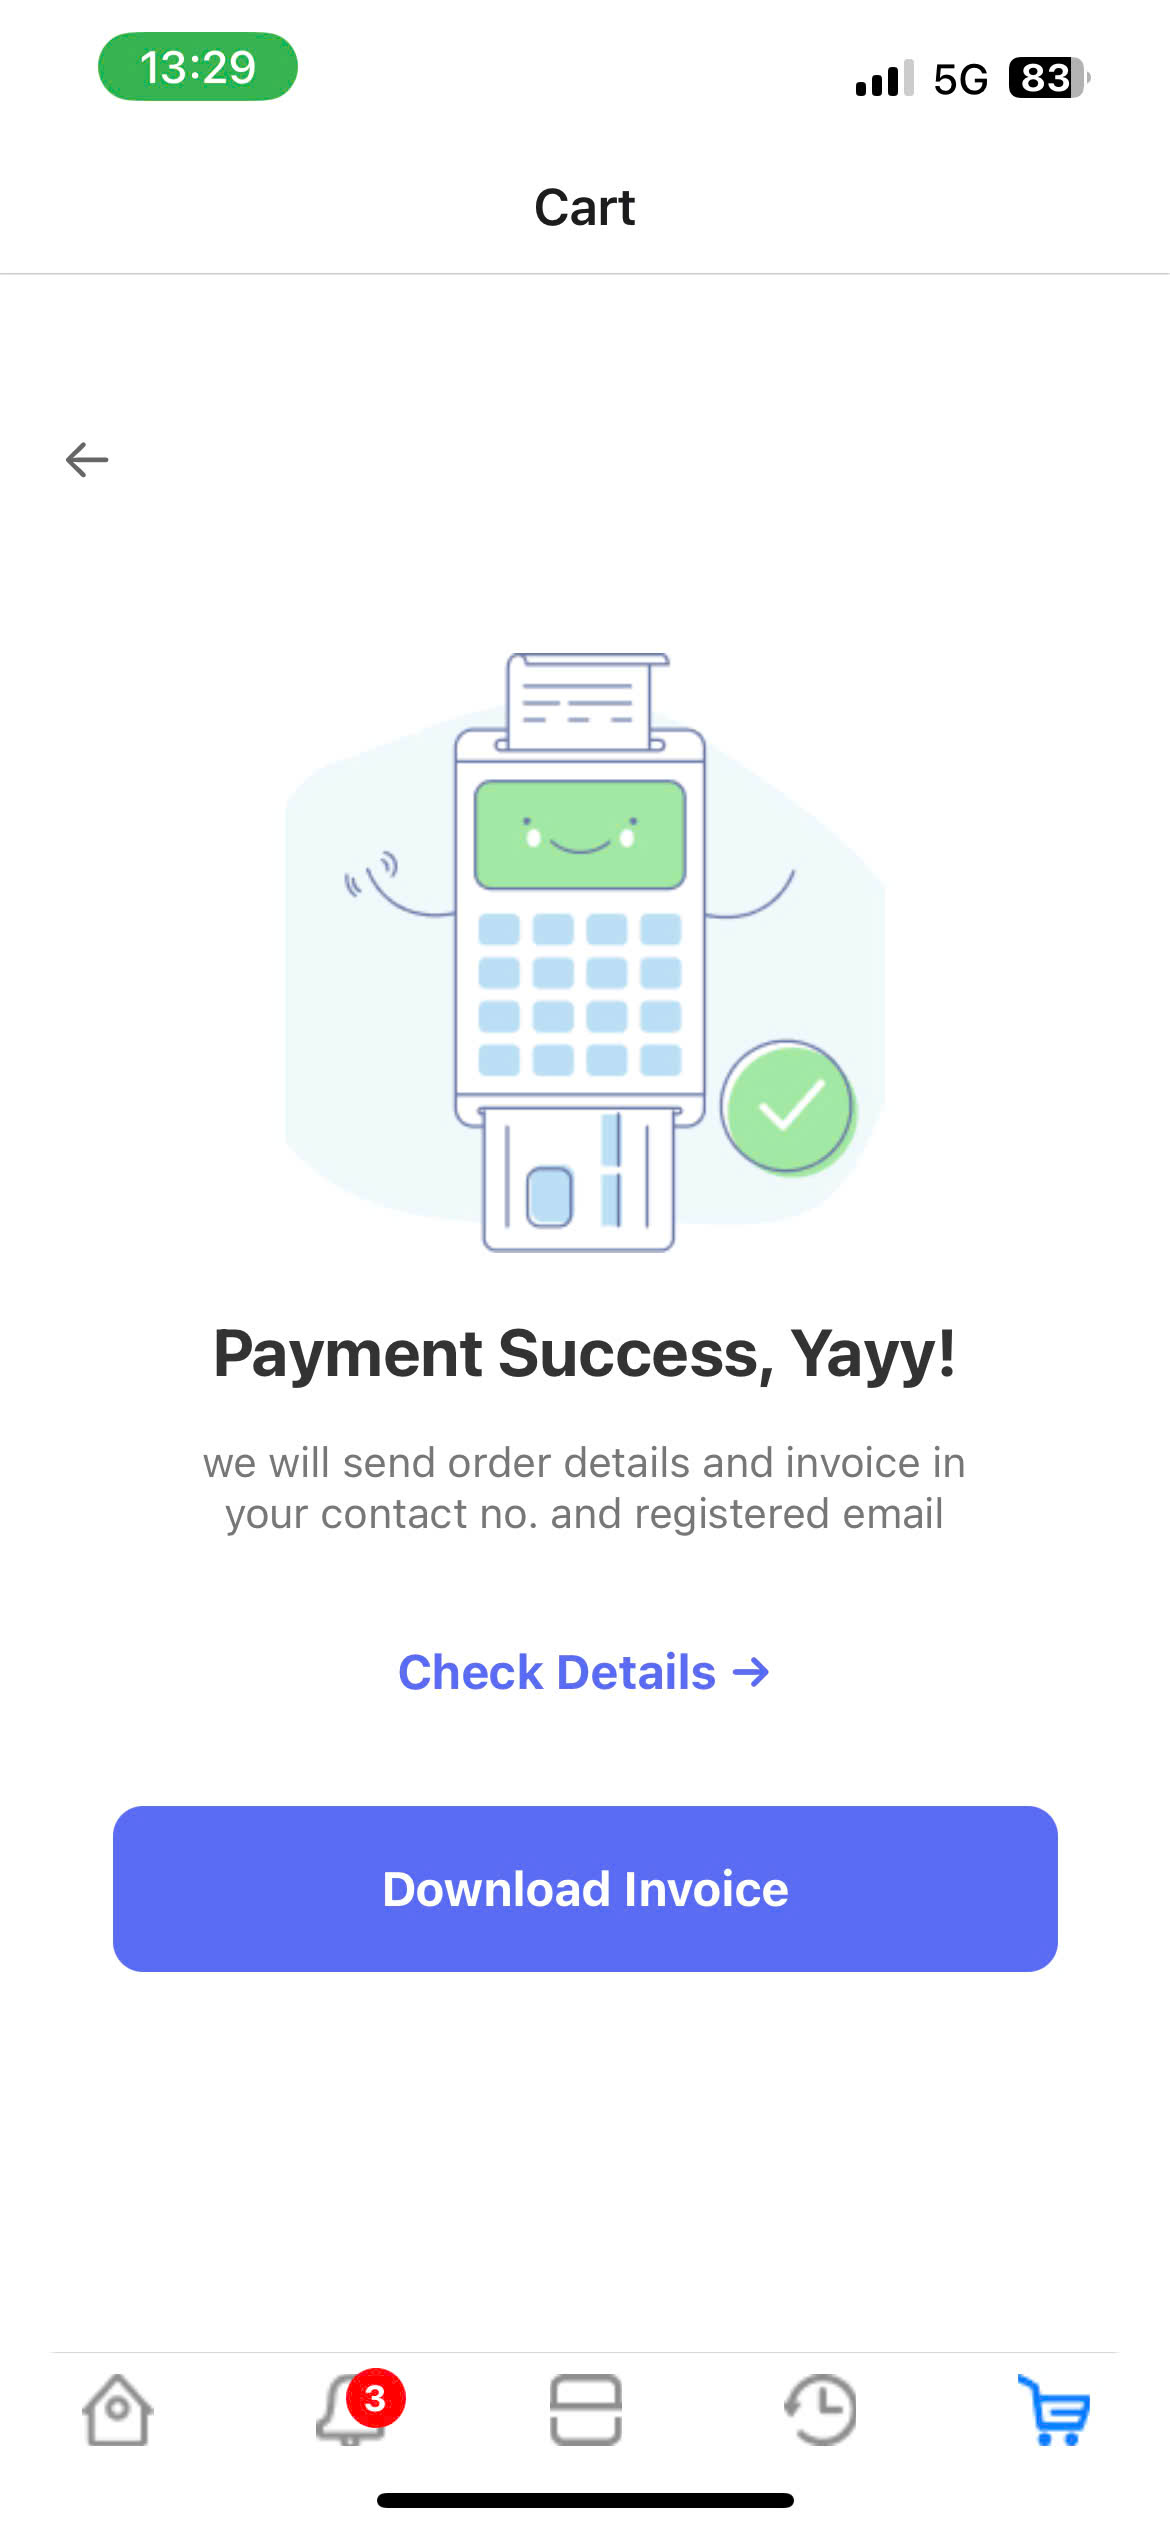 13:29
5G 83
Cart
Payment Success, Yayy!
we will send order details and invoice in
your contact no. and registered email
Check Details →
Download Invoice
3